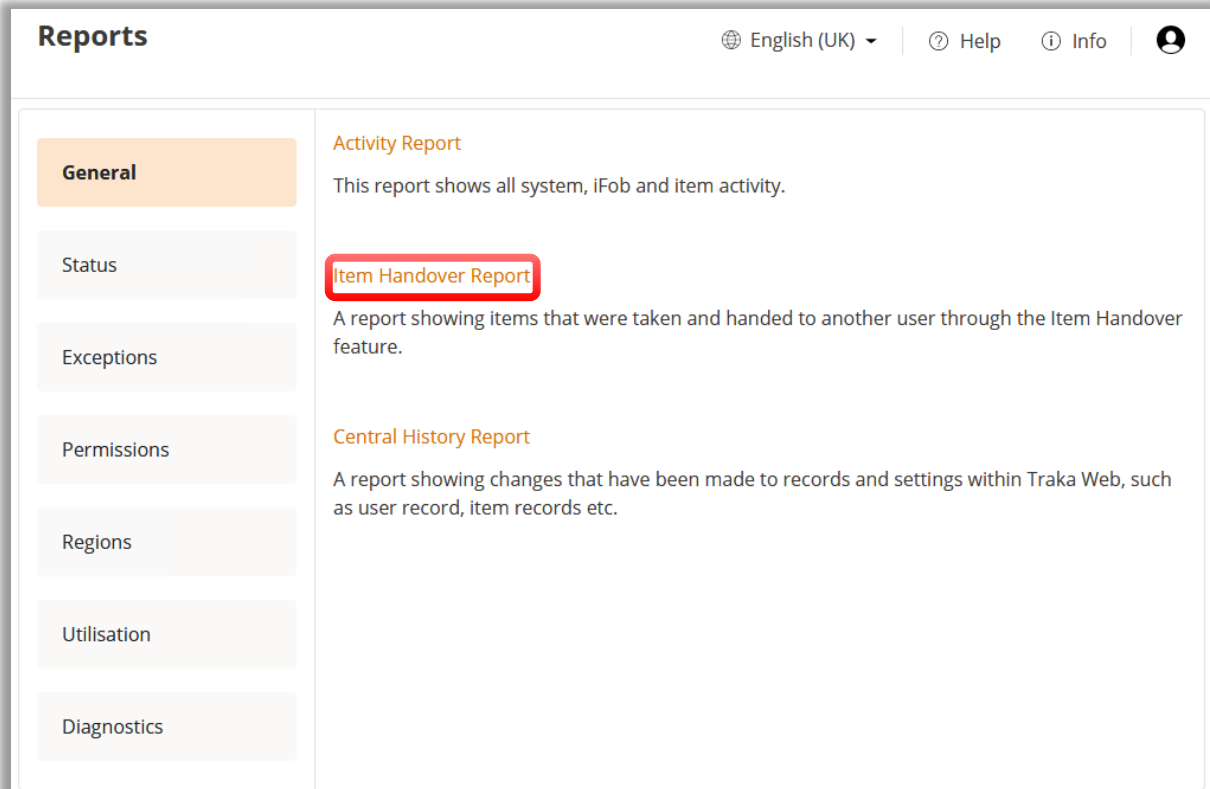 Reports
English (UK)
Help
Info
General
Status
Exceptions
Permissions
Regions
Utilisation
Diagnostics
Activity Report
This report shows all system, iFob and item activity.
Item Handover Report
A report showing items that were taken and handed to another user through the Item Handover
feature.
Central History Report
A report showing changes that have been made to records and settings within Traka Web, such
as user record, item records etc.